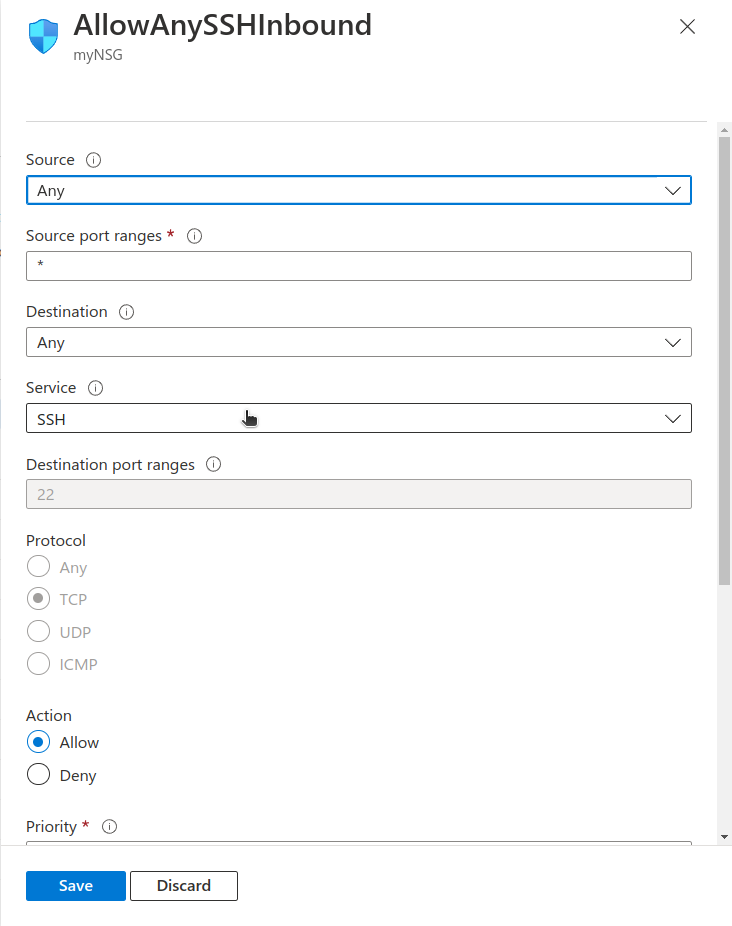 AllowAnySSHInbound
myNSG
Source
Any
Source port ranges *
*
Destination
Any
Service
SSH
Destination port ranges
22
Protocol
Any
TCP
UDP
ICMP
Action
Allow
Deny
Priority *
Save Discard